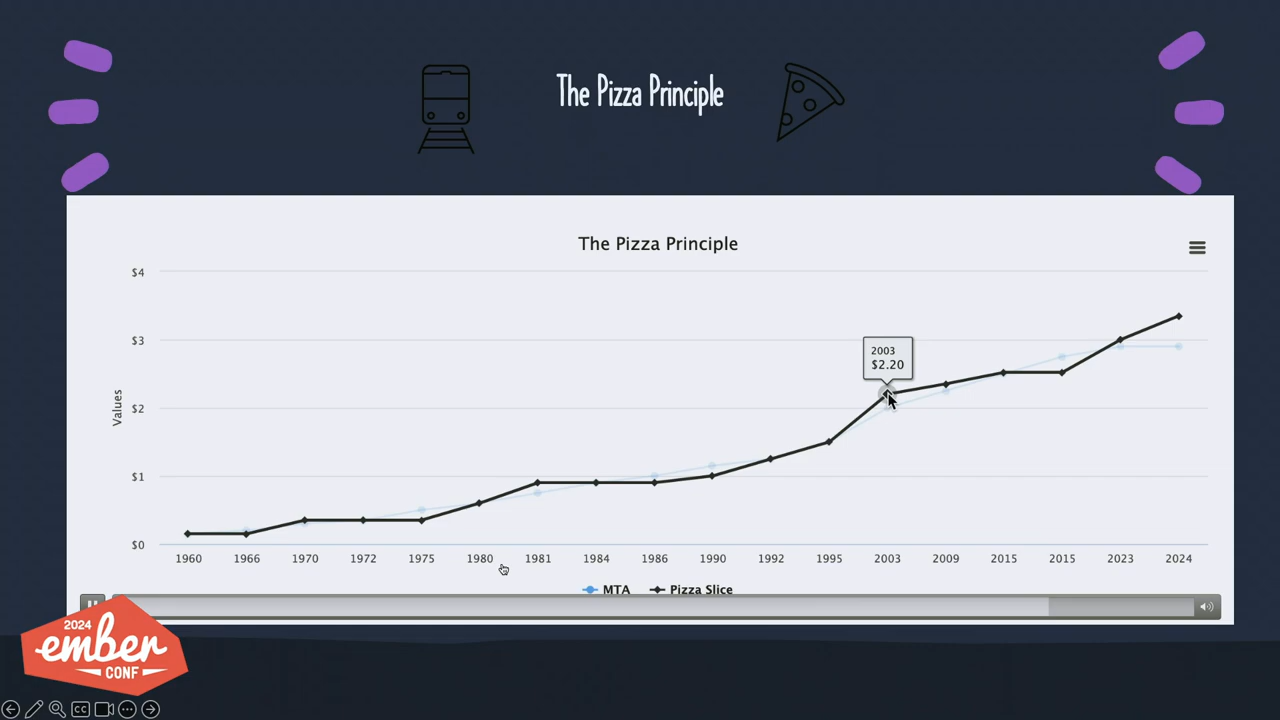 The Pizza Principle
The Pizza Principle
$4
$3
$2
$1
$0
Values
2003
$2.20
1960 1966 1970 1972 1975 1980 1981 1984 1986 1990 1992 1995 2003 2009 2015 2015 2023 2024
MTA Pizza Slice
2024
ember
CONF
CC